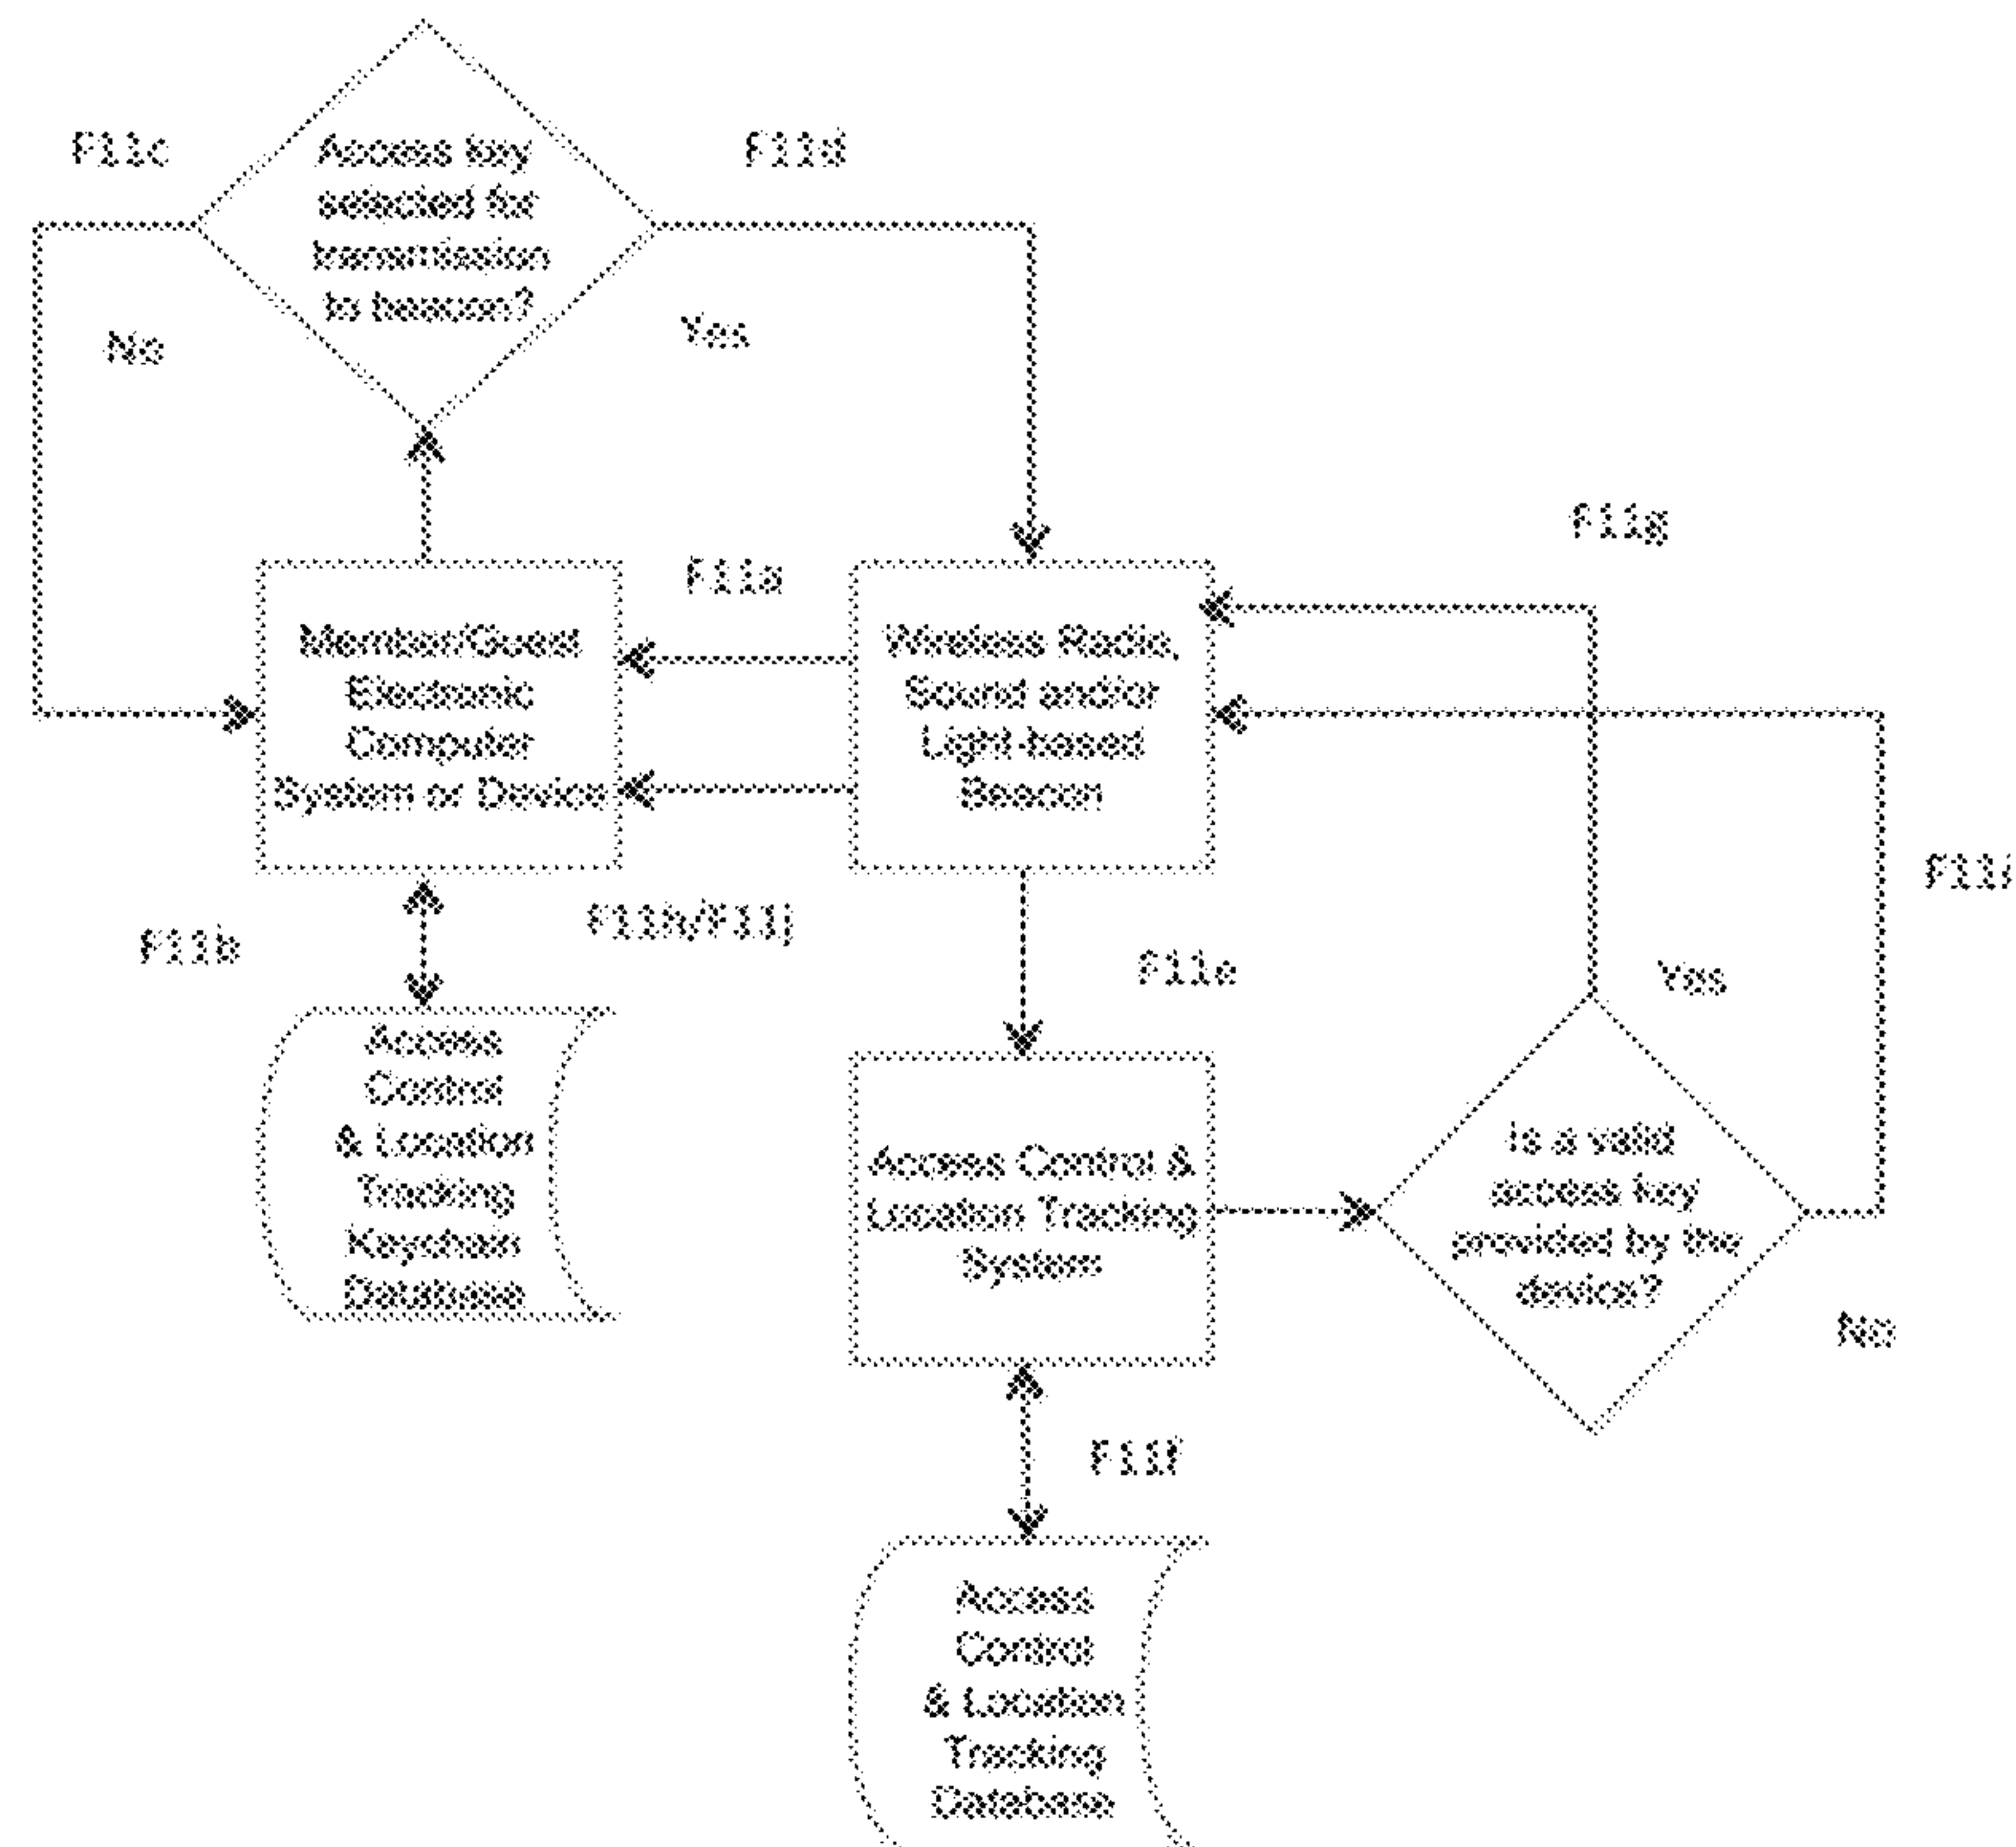 F11c
Access key
selected for
transmission
to beacon?
F11d
No
Yes
F11g
F11a
Member/Guest
Electronic
Computer
System or Device
Wireless Radio,
Sound and/or
Light-based
Beacon
F11i
F11b
F11h/F11j
F11e
Yes
Access
Control
& Location
Tracking
Keychain
Database
Access Control &
Location Tracking
System
Is a valid
access key
provided by the
device?
No
F11f
Access
Control
& Location
Tracking
Database